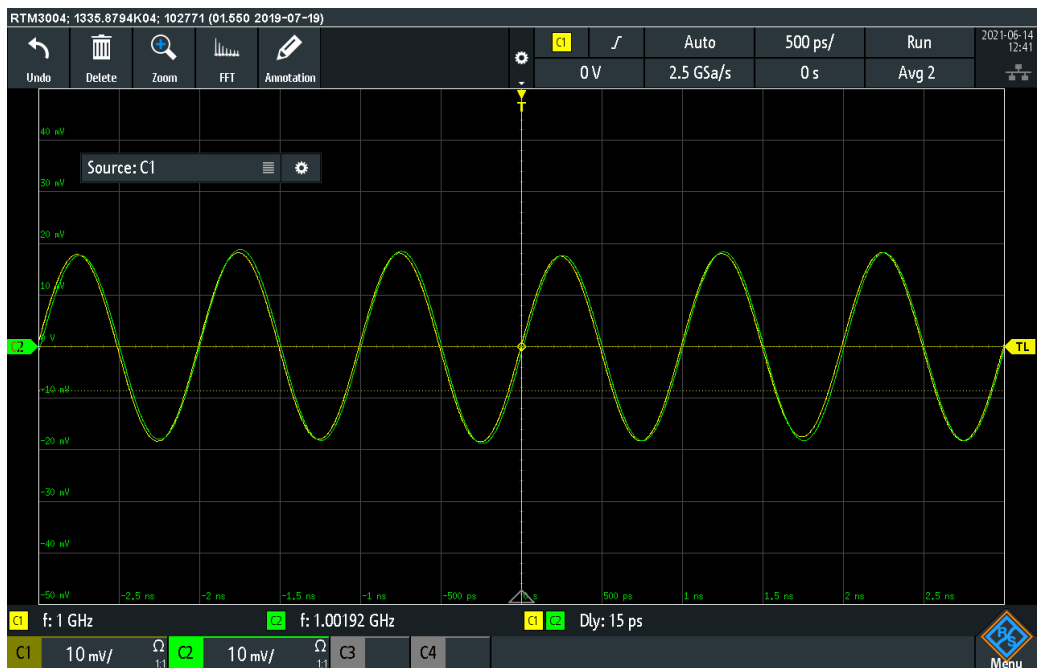 RTM3004; 1335.8794K04; 102771 (01.550 2019-07-19)
Undo Delete Zoom FFT Annotation
C1 Auto 500 ps/ Run 2021-06-14
12:41
0 V 2.5 GSa/s 0 s Avg 2
T
40 mV
Source: C1
30 mV
20 mV
10 mV
C2 0 V TL
-10 mV
-20 mV
-30 mV
-40 mV
-50 mV -2.5 ns -2 ns -1.5 ns -1 ns -500 ps 0 s 500 ps 1 ns 1.5 ns 2 ns 2.5 ns
C1 f: 1 GHz C2 f: 1.00192 GHz C1 C2 Dly: 15 ps
C1 10 mV/ Ω 1:1 C2 10 mV/ Ω 1:1 C3 C4
R&S
Menu